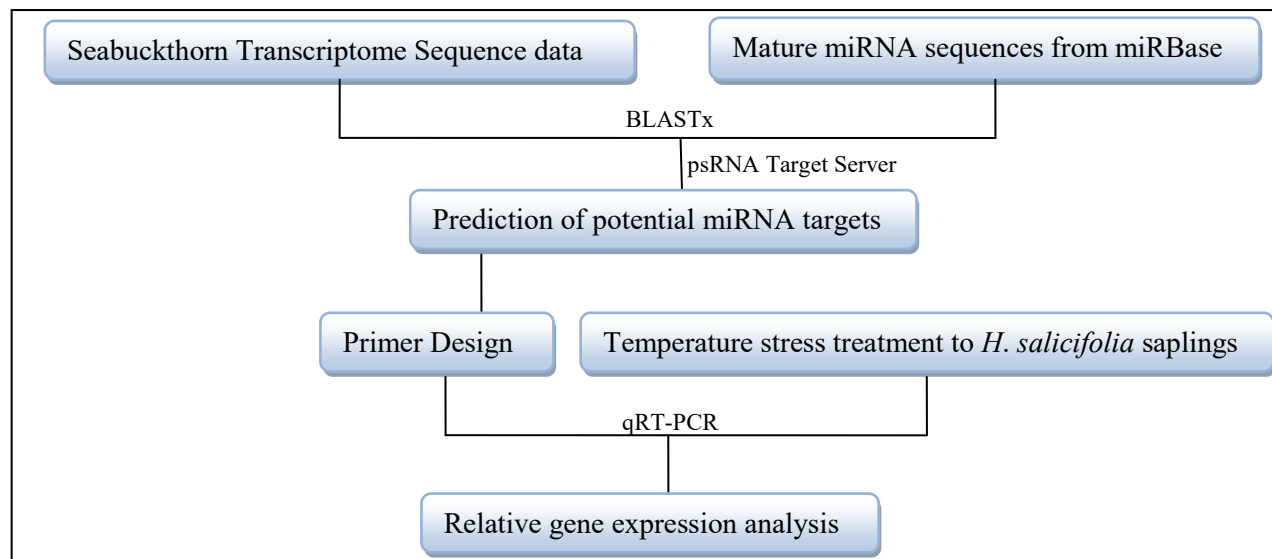 Seabuckthorn Transcriptome Sequence data
Mature miRNA sequences from miRBase
BLASTx
psRNA Target Server
Prediction of potential miRNA targets
Primer Design
Temperature stress treatment to H. salicifolia saplings
qRT-PCR
Relative gene expression analysis